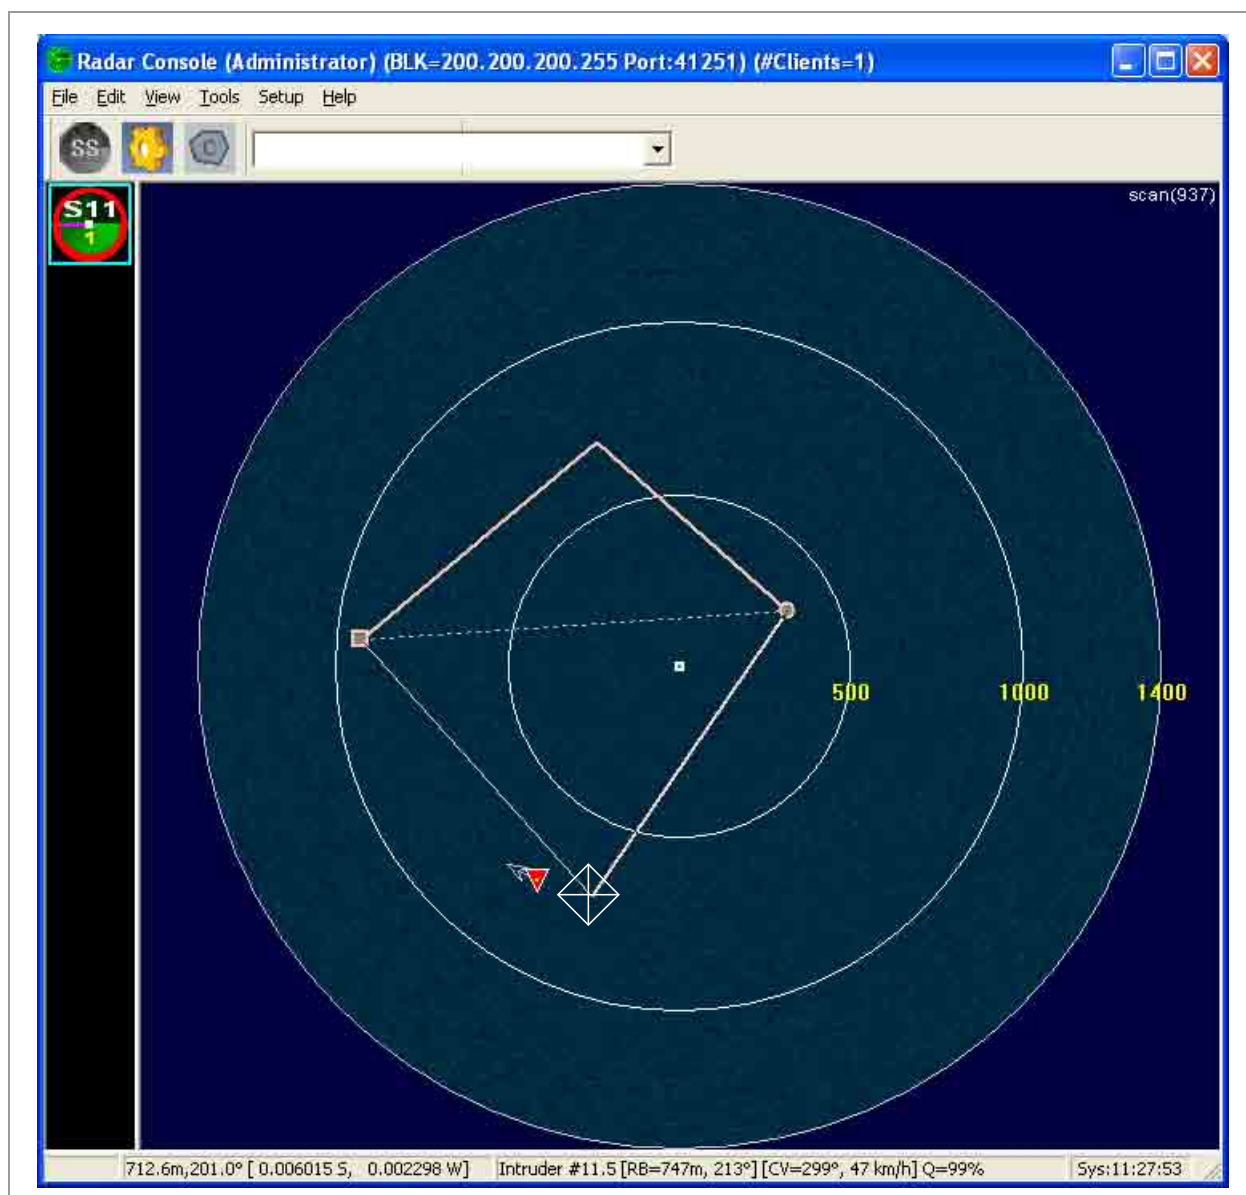 Radar Console (Administrator) (BLK=200.200.200.255 Port:41251) (#Clients=1)
File Edit View Tools Setup Help
SS C
scan(937)
S11
1
500 1000 1400
712.6m,201.0° [ 0.006015 S, 0.002298 W] Intruder #11.5 [RB=747m, 213°] [CV=299°, 47 km/h] Q=99% Sys:11:27:53